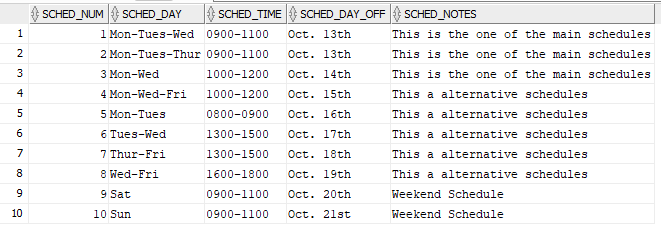 SCHED_NUM SCHED_DAY SCHED_TIME SCHED_DAY_OFF SCHED_NOTES
1 1 Mon-Tues-Wed 0900-1100 Oct. 13th This is the one of the main schedules
2 2 Mon-Tues-Thur 0900-1100 Oct. 13th This is the one of the main schedules
3 3 Mon-Wed 1000-1200 Oct. 14th This is the one of the main schedules
4 4 Mon-Wed-Fri 1000-1200 Oct. 15th This a alternative schedules
5 5 Mon-Tues 0800-0900 Oct. 16th This a alternative schedules
6 6 Tues-Wed 1300-1500 Oct. 17th This a alternative schedules
7 7 Thur-Fri 1300-1500 Oct. 18th This a alternative schedules
8 8 Wed-Fri 1600-1800 Oct. 19th This a alternative schedules
9 9 Sat 0900-1100 Oct. 20th Weekend Schedule
10 10 Sun 0900-1100 Oct. 21st Weekend Schedule